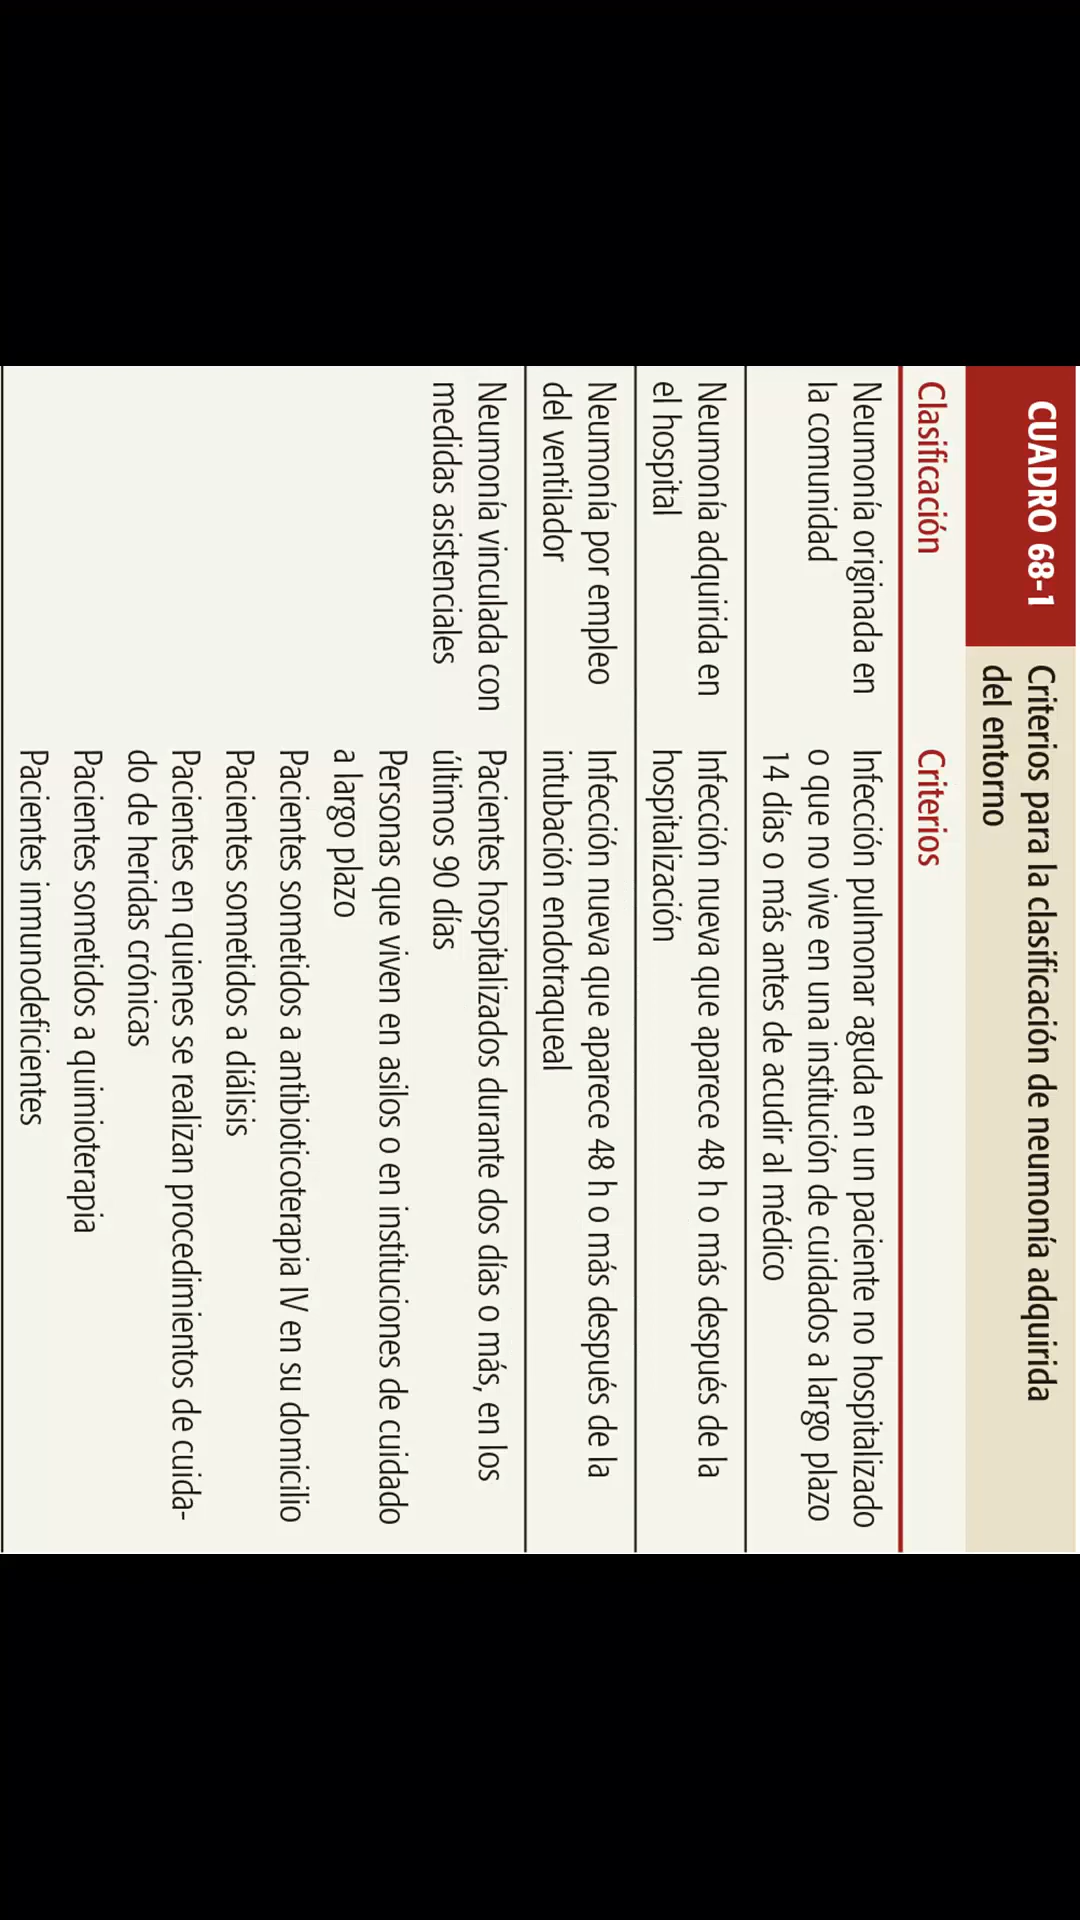 CUADRO 68-1
Criterios para la clasificación de neumonía adquirida
del entorno
Clasificación
Criterios
Neumonía originada en
la comunidad
Infección pulmonar aguda en un paciente no hospitalizado
o que no vive en una institución de cuidados a largo plazo
14 días o más antes de acudir al médico
Neumonía adquirida en
el hospital
Infección nueva que aparece 48 h o más después de la
hospitalización
Neumonía por empleo
del ventilador
Infección nueva que aparece 48 h o más después de la
intubación endotraqueal
Neumonía vinculada con
medidas asistenciales
Pacientes hospitalizados durante dos días o más, en los
últimos 90 días
Personas que viven en asilos o en instituciones de cuidado
a largo plazo
Pacientes sometidos a antibioticoterapia IV en su domicilio
Pacientes sometidos a diálisis
Pacientes en quienes se realizan procedimientos de cuida-
do de heridas crónicas
Pacientes sometidos a quimioterapia
Pacientes inmunodeficientes